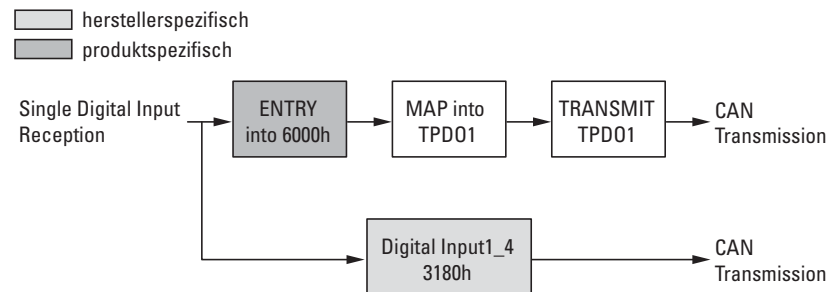 herstellerspezifisch
produktspezifisch
Single Digital Input
Reception
ENTRY
into 6000h
MAP into
TPDO1
TRANSMIT
TPDO1
CAN
Transmission
Digital Input1_4
3180h
CAN
Transmission